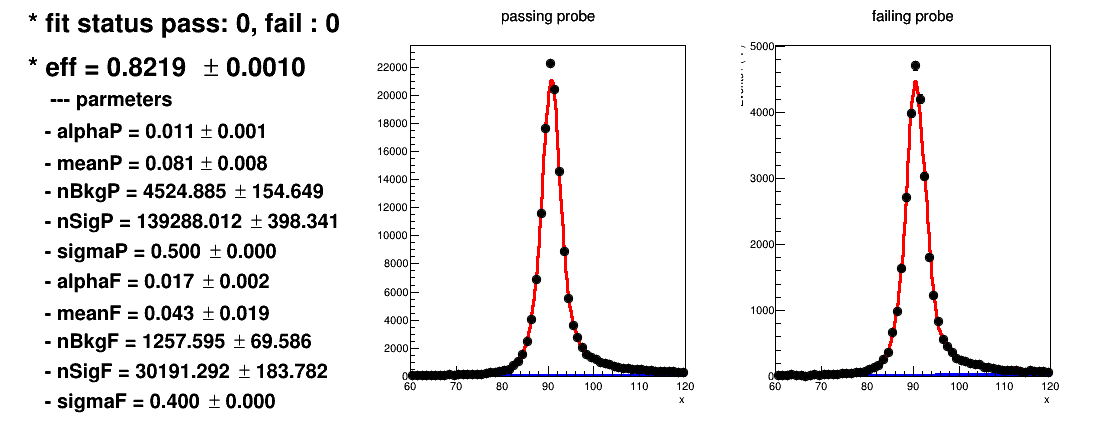 * fit status pass: 0, fail : 0
* eff = 0.8219 ± 0.0010
--- parmeters
- alphaP = 0.011 ± 0.001
- meanP = 0.081 ± 0.008
- nBkgP = 4524.885 ± 154.649
- nSigP = 139288.012 ± 398.341
- sigmaP = 0.500 ± 0.000
- alphaF = 0.017 ± 0.002
- meanF = 0.043 ± 0.019
- nBkgF = 1257.595 ± 69.586
- nSigF = 30191.292 ± 183.782
- sigmaF = 0.400 ± 0.000
passing probe
22000
20000
18000
16000
14000
12000
10000
8000
6000
4000
2000
0
60 70 80 90 100 110 120
x
failing probe
5000
4000
3000
2000
1000
0
60 70 80 90 100 110 120
x